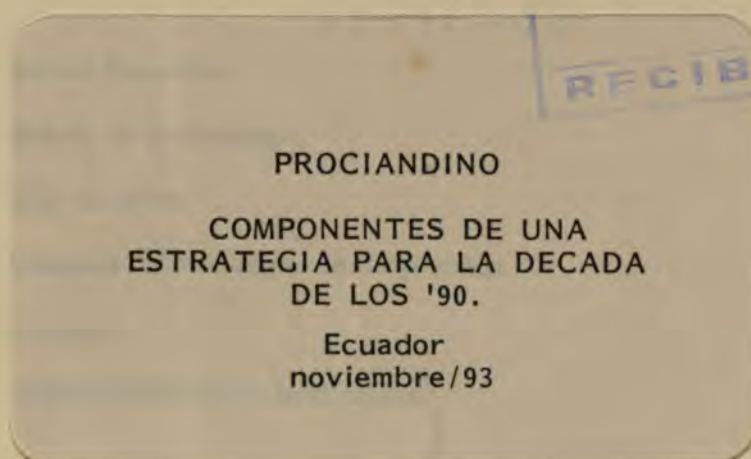 RECIB
PROCIANDINO
COMPONENTES DE UNA
ESTRATEGIA PARA LA DECADA
DE LOS '90.
Ecuador
noviembre/93